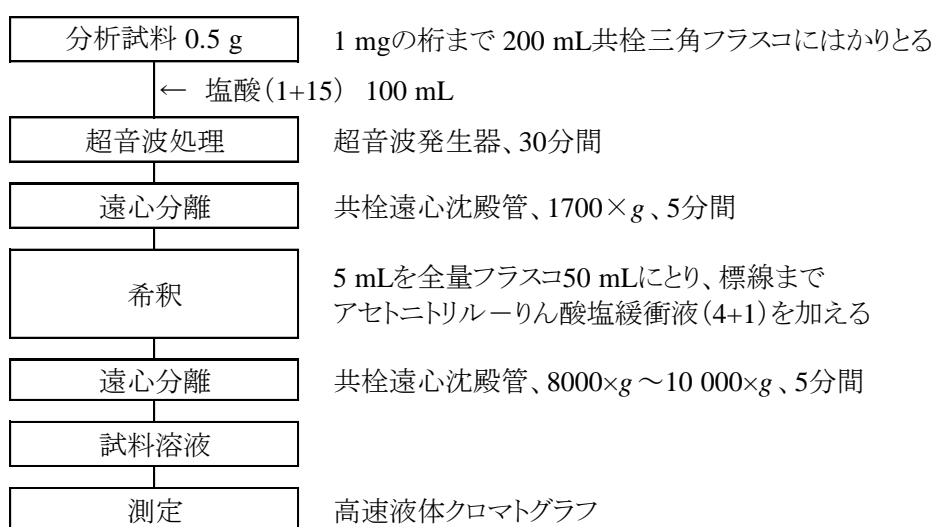 分析試料 0.5 g 1 mgの桁まで 200 mL共栓三角フラスコにはかりとる
← 塩酸(1+15) 100 mL
超音波処理 超音波発生器、30分間
遠心分離 共栓遠心沈殿管、1700×g、5分間
希釈 5 mLを全量フラスコ50 mLにとり、標線まで
アセトニトリル-りん酸塩緩衝液(4+1)を加える
遠心分離 共栓遠心沈殿管、8000×g~10 000×g、5分間
試料溶液
測定 高速液体クロマトグラフ